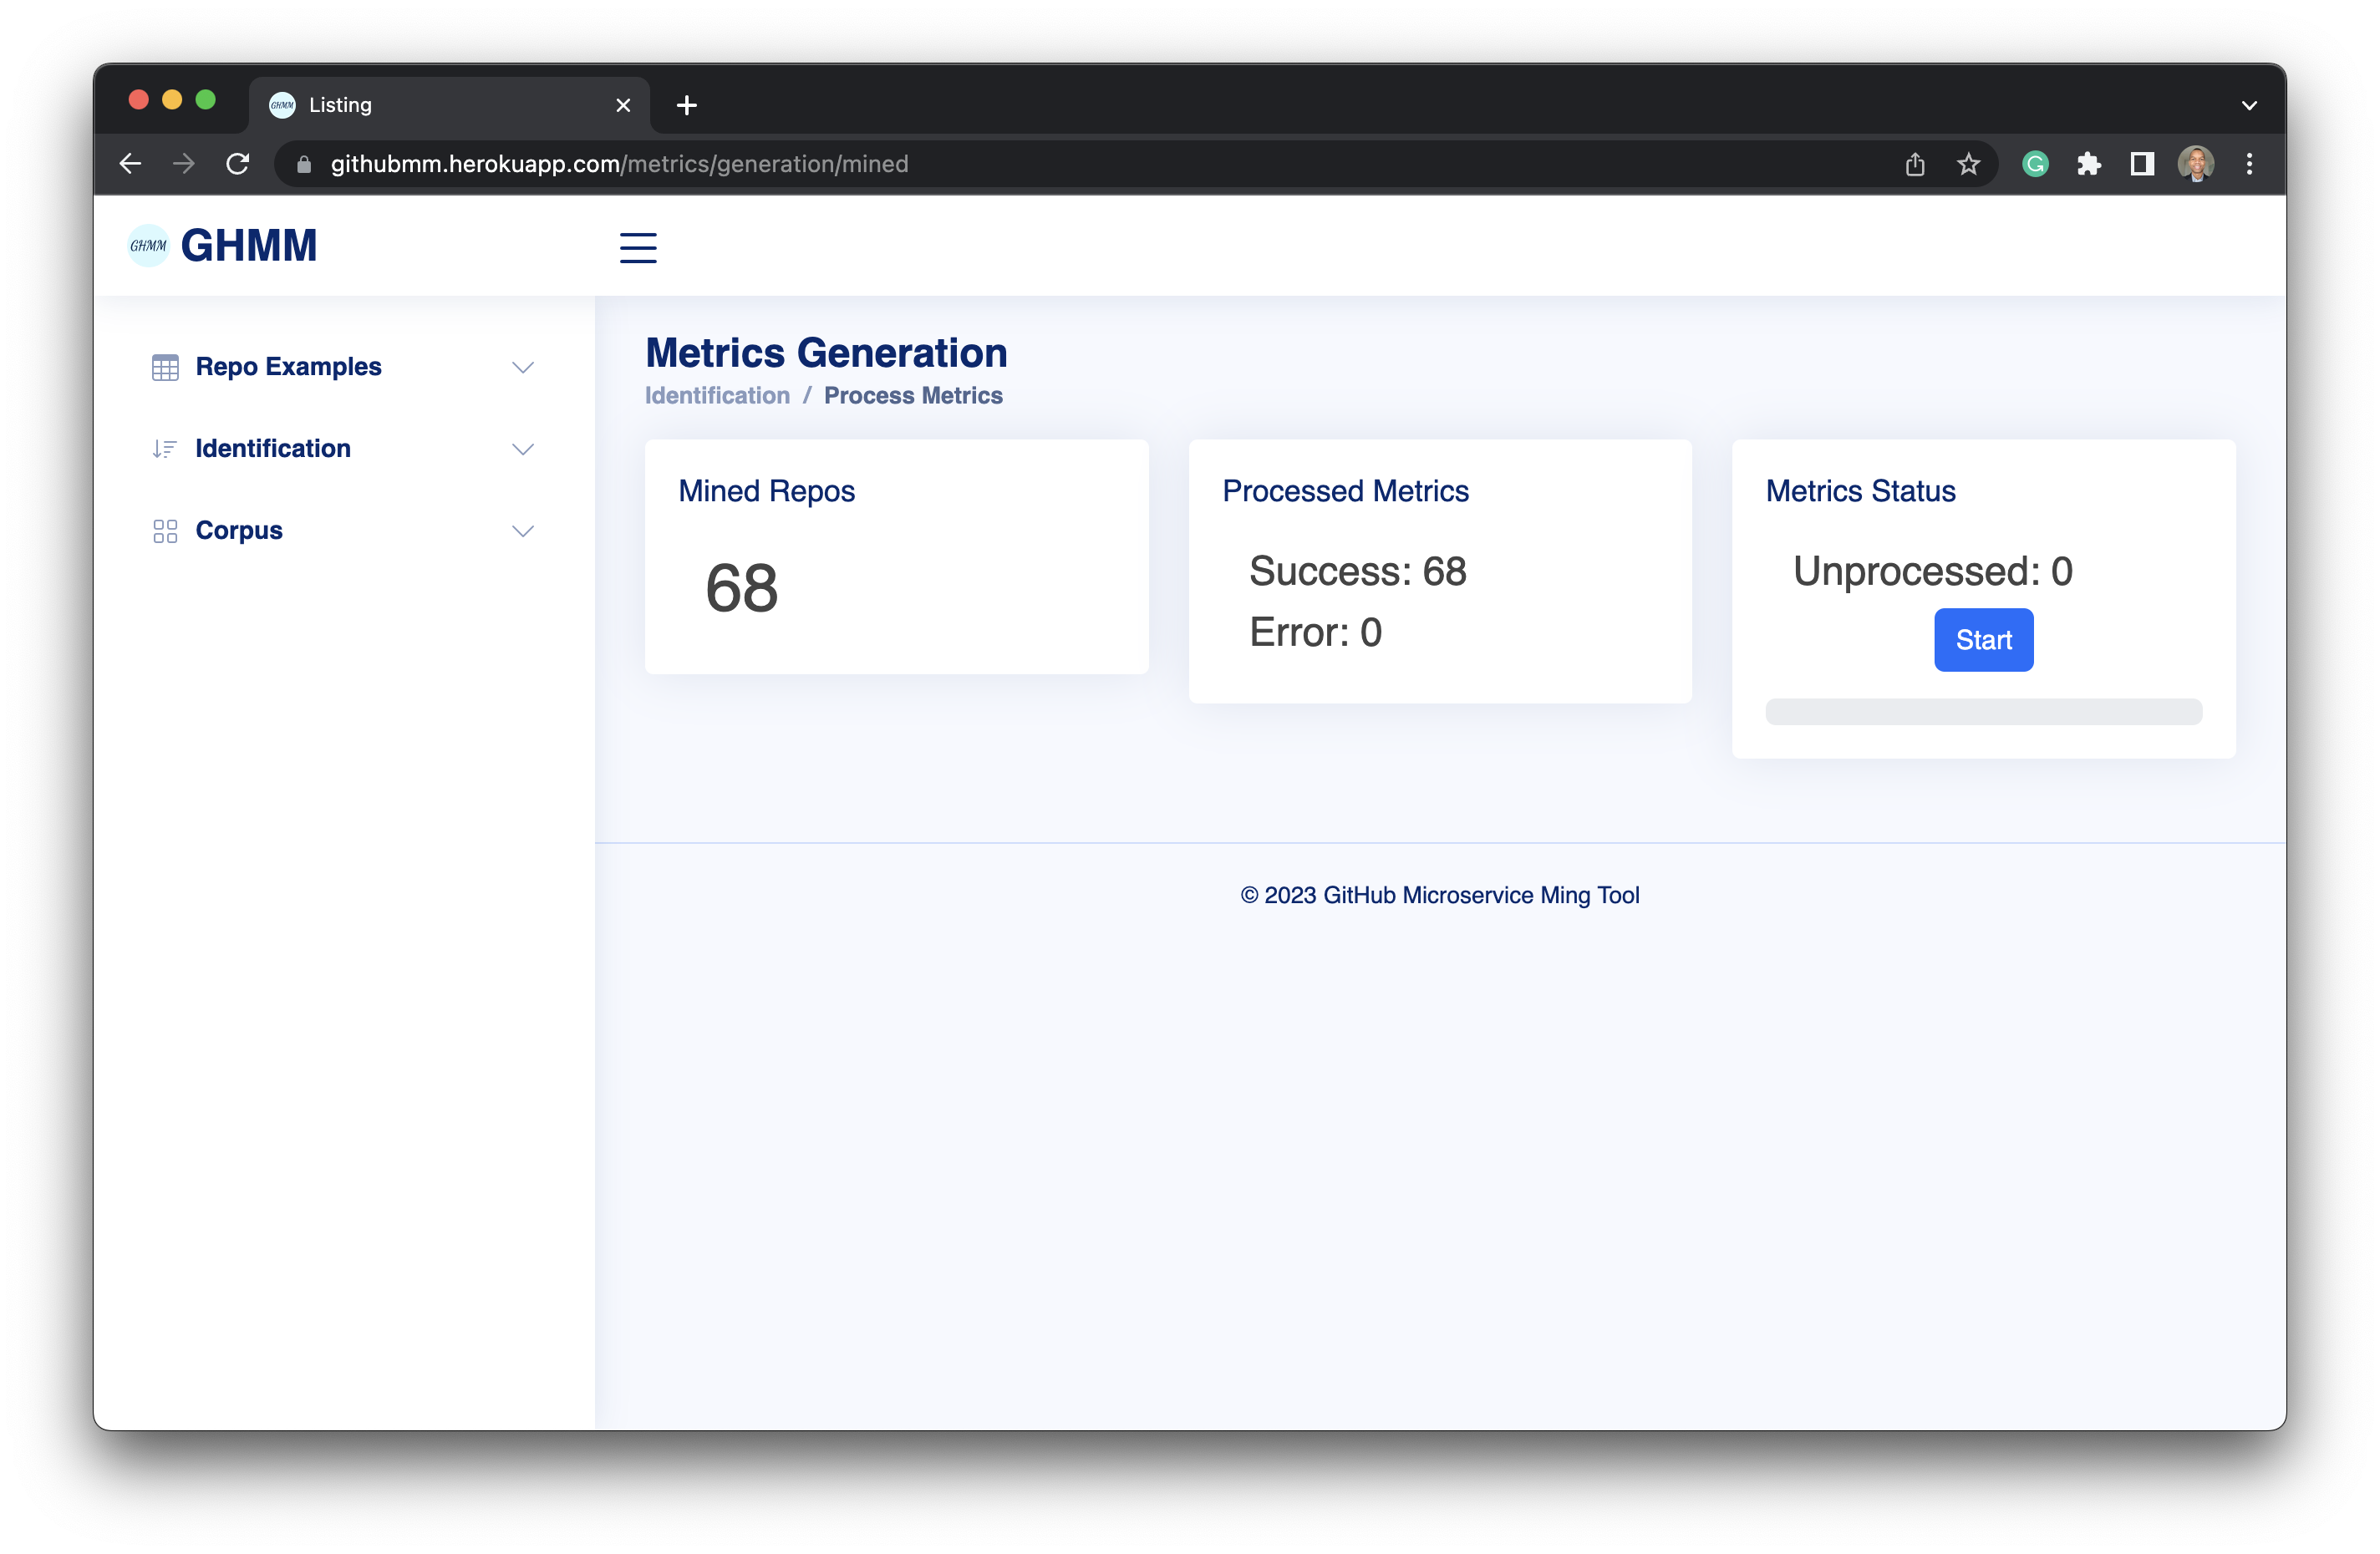 GHMM Listing
githubmm.herokuapp.com/metrics/generation/mined
GHMM GHMM
Repo Examples
Identification
Corpus
Metrics Generation
Identification / Process Metrics
Mined Repos
68
Processed Metrics
Success: 68
Error: 0
Metrics Status
Unprocessed: 0
Start
© 2023 GitHub Microservice Ming Tool